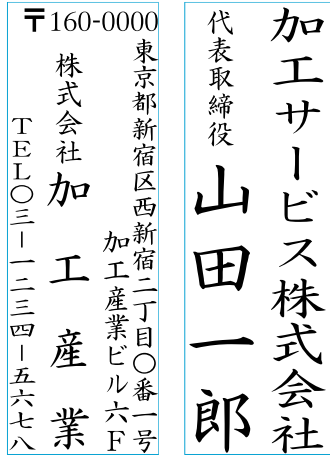 〒160-0000
東京都新宿区西新宿二丁目〇番一号
加工産業ビル六F
株式会社加工産業
TEL〇三ー一二三四ー五六七八
加工サービス株式会社
代表取締役
山田一郎